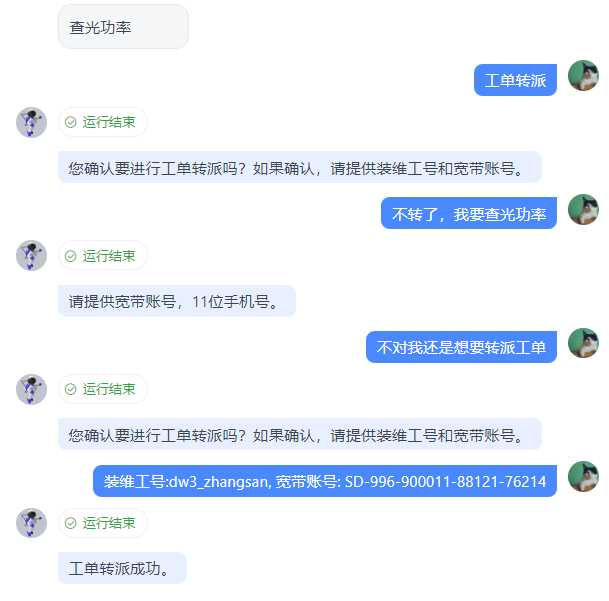 查光功率
工单转派
运行结束
您确认要进行工单转派吗？如果确认，请提供装维工号和宽带账号。
不转了，我要查光功率
运行结束
请提供宽带账号，11位手机号。
不对我还是想要转派工单
运行结束
您确认要进行工单转派吗？如果确认，请提供装维工号和宽带账号。
装维工号:dw3_zhangsan, 宽带账号: SD-996-900011-88121-76214
运行结束
工单转派成功。